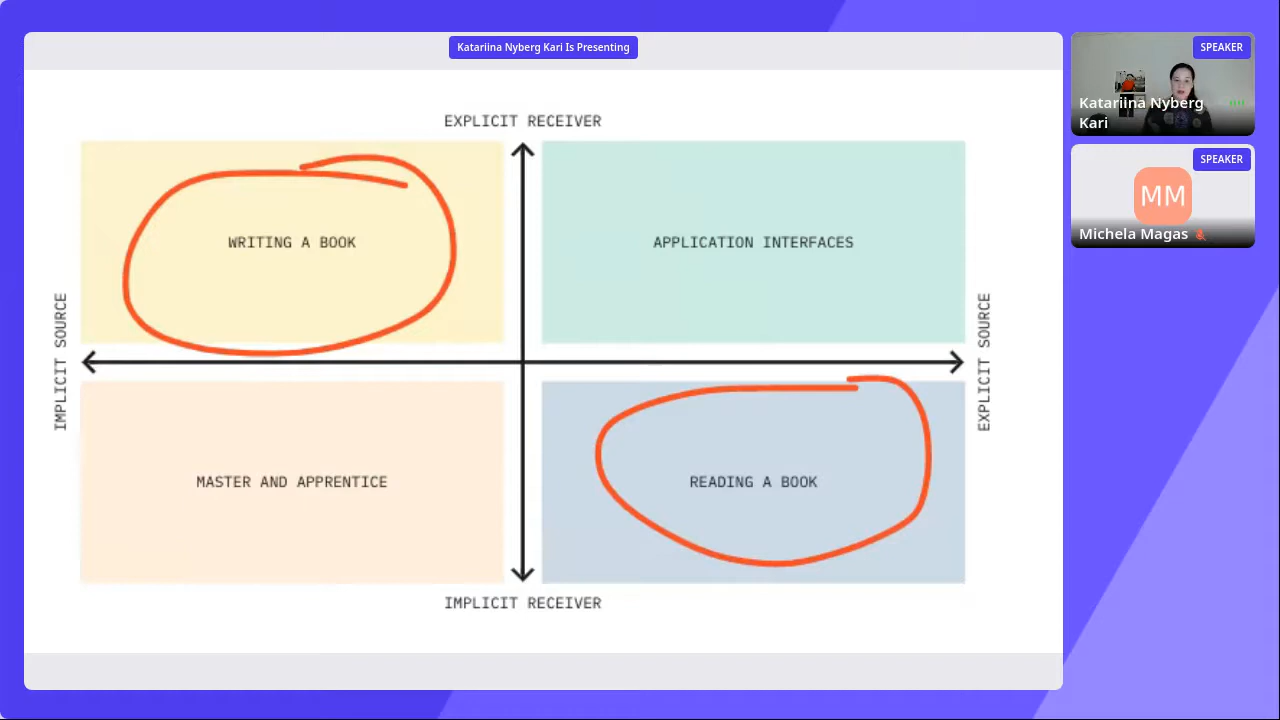 Katariina Nyberg Kari Is Presenting
EXPLICIT RECEIVER
WRITING A BOOK
APPLICATION INTERFACES
IMPLICIT SOURCE
EXPLICIT SOURCE
MASTER AND APPRENTICE
READING A BOOK
IMPLICIT RECEIVER
SPEAKER
Katariina Nyberg
Kari
SPEAKER
MM
Michela Magas